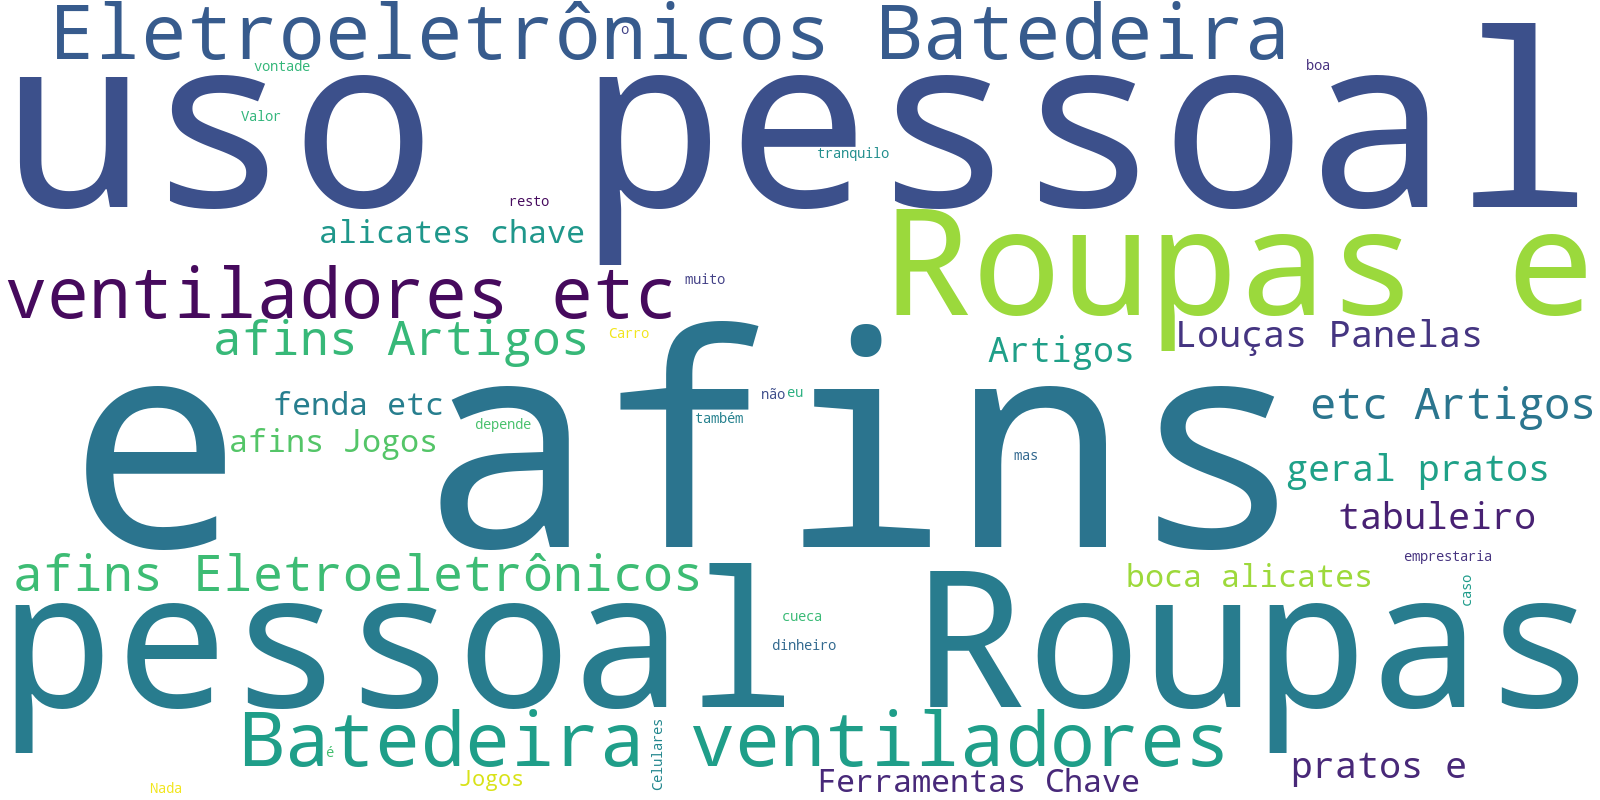 Eletroeletrônicos Batedeira
o
vontade
boa
uso pessoal
Valor
tranquilo
resto
alicates chave
Roupas e
ventiladores etc
muito
afins Artigos
Carro
Artigos
Louças Panelas
e afins
fenda etc
não
eu
etc Artigos
também
depende
afins Jogos
mas
geral pratos
tabuleiro
emprestaria
afins Eletroeletrônicos
boca alicates
caso
pessoal Roupas
cueca
dinheiro
Batedeira ventiladores
é
Celulares
Jogos
Nada
Ferramentas Chave
pratos e